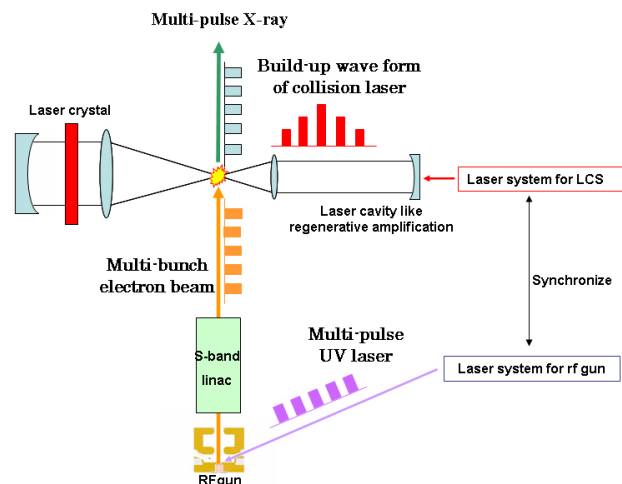 Multi-pulse X-ray
Build-up wave form
of collision laser
Laser crystal
Laser system for LCS
Laser cavity like
regenerative amplification
Multi-bunch
electron beam
Synchronize
Multi-pulse
UV laser
S-band
linac
Laser system for rf gun
RFgun